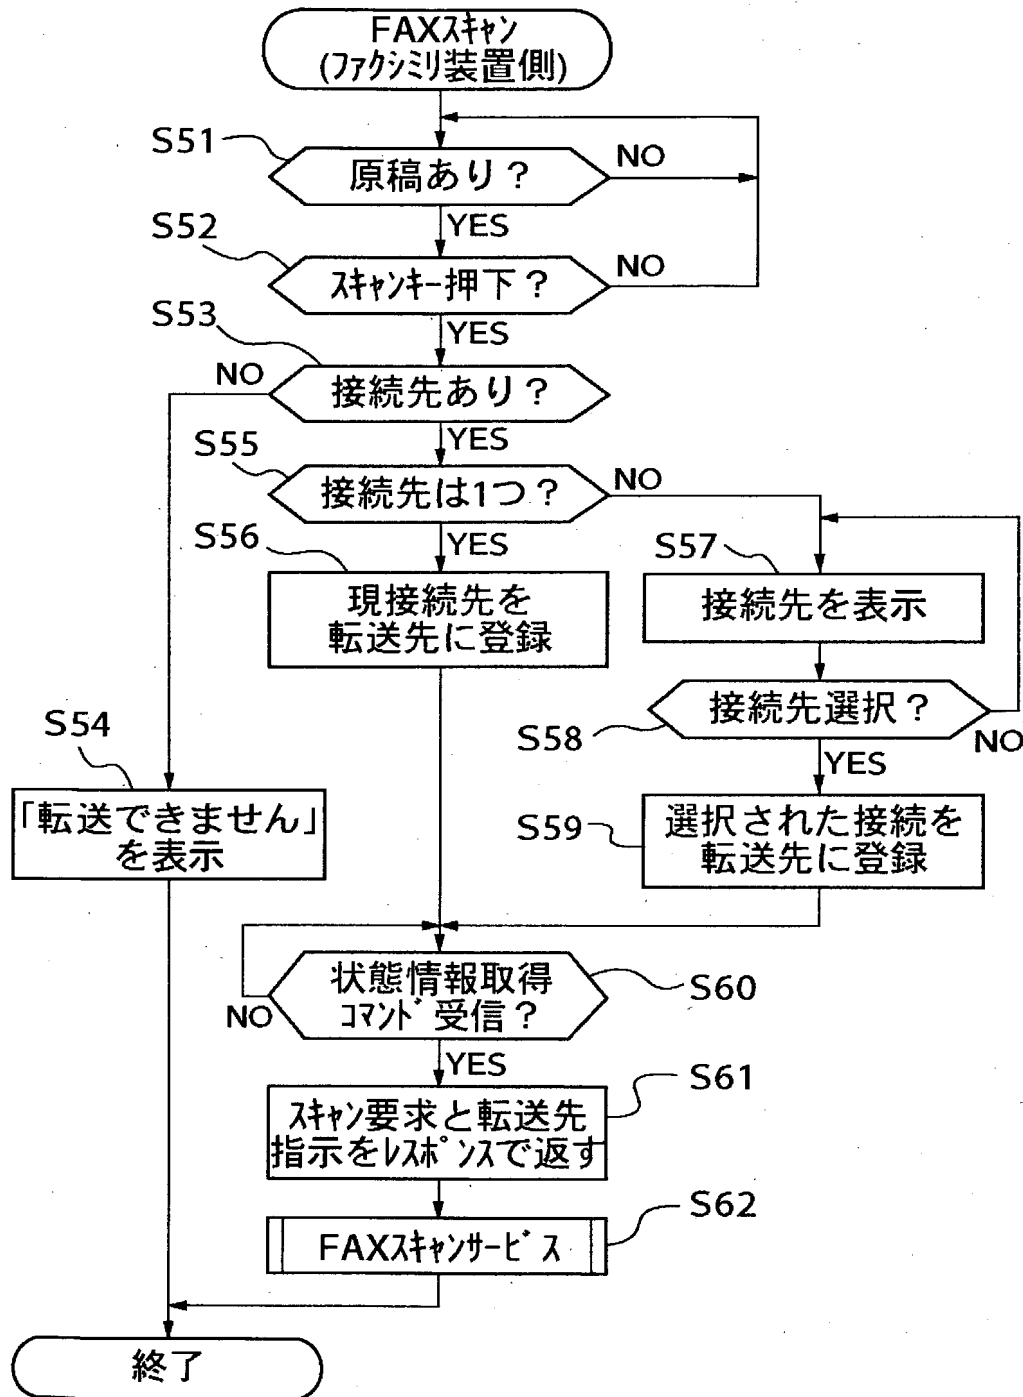 FAXスキャン
(ファクシミリ装置側)
S51
原稿あり？
NO
YES
S52
スキャンキー押下？
NO
YES
S53
NO
接続先あり？
YES
S55
接続先は1つ？
NO
YES
S56
現接続先を
転送先に登録
S57
接続先を表示
S58
接続先選択？
NO
YES
S54
「転送できません」
を表示
S59
選択された接続を
転送先に登録
状態情報取得
コマンド受信？
S60
NO
YES
S61
スキャン要求と転送先
指示をレスポンスで返す
S62
FAXスキャンサービス
終了